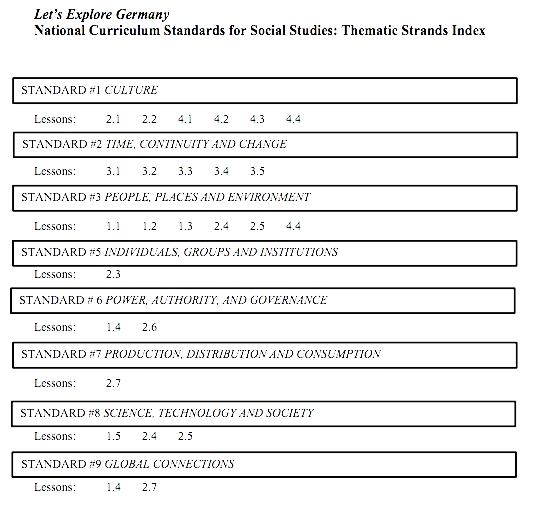 Let's Explore Germany
National Curriculum Standards for Social Studies: Thematic Strands Index
STANDARD #1 CULTURE
Lessons: 2.1 2.2 4.1 4.2 4.3 4.4
STANDARD #2 TIME, CONTINUITY AND CHANGE
Lessons: 3.1 3.2 3.3 3.4 3.5
STANDARD #3 PEOPLE, PLACES AND ENVIRONMENT
Lessons: 1.1 1.2 1.3 2.4 2.5 4.4
STANDARD #5 INDIVIDUALS, GROUPS AND INSTITUTIONS
Lessons: 2.3
STANDARD # 6 POWER, AUTHORITY, AND GOVERNANCE
Lessons: 1.4 2.6
STANDARD #7 PRODUCTION, DISTRIBUTION AND CONSUMPTION
Lessons: 2.7
STANDARD #8 SCIENCE, TECHNOLOGY AND SOCIETY
Lessons: 1.5 2.4 2.5
STANDARD #9 GLOBAL CONNECTIONS
Lessons: 1.4 2.7